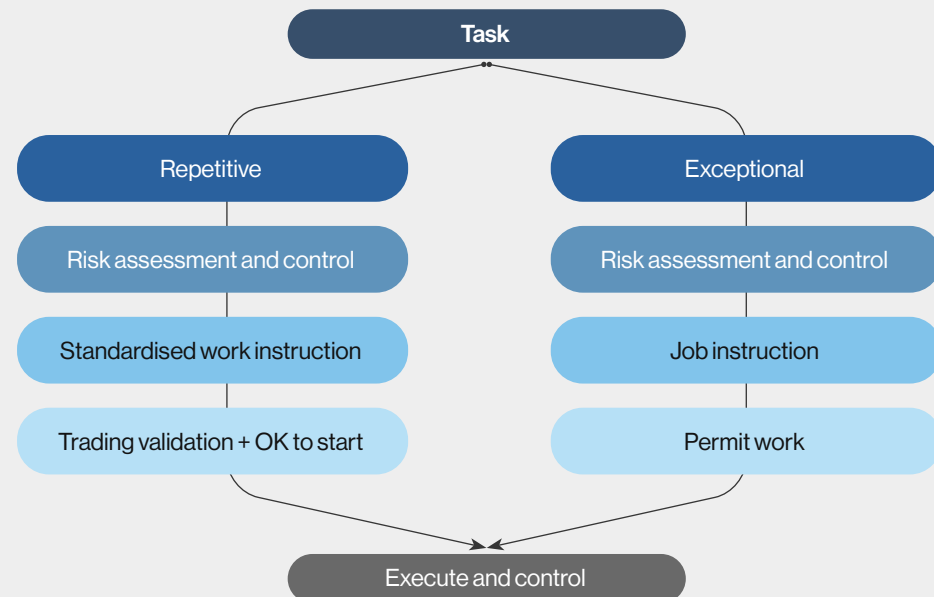 Task
Repetitive
Exceptional
Risk assessment and control
Risk assessment and control
Standardised work instruction
Job instruction
Trading validation + OK to start
Permit work
Execute and control